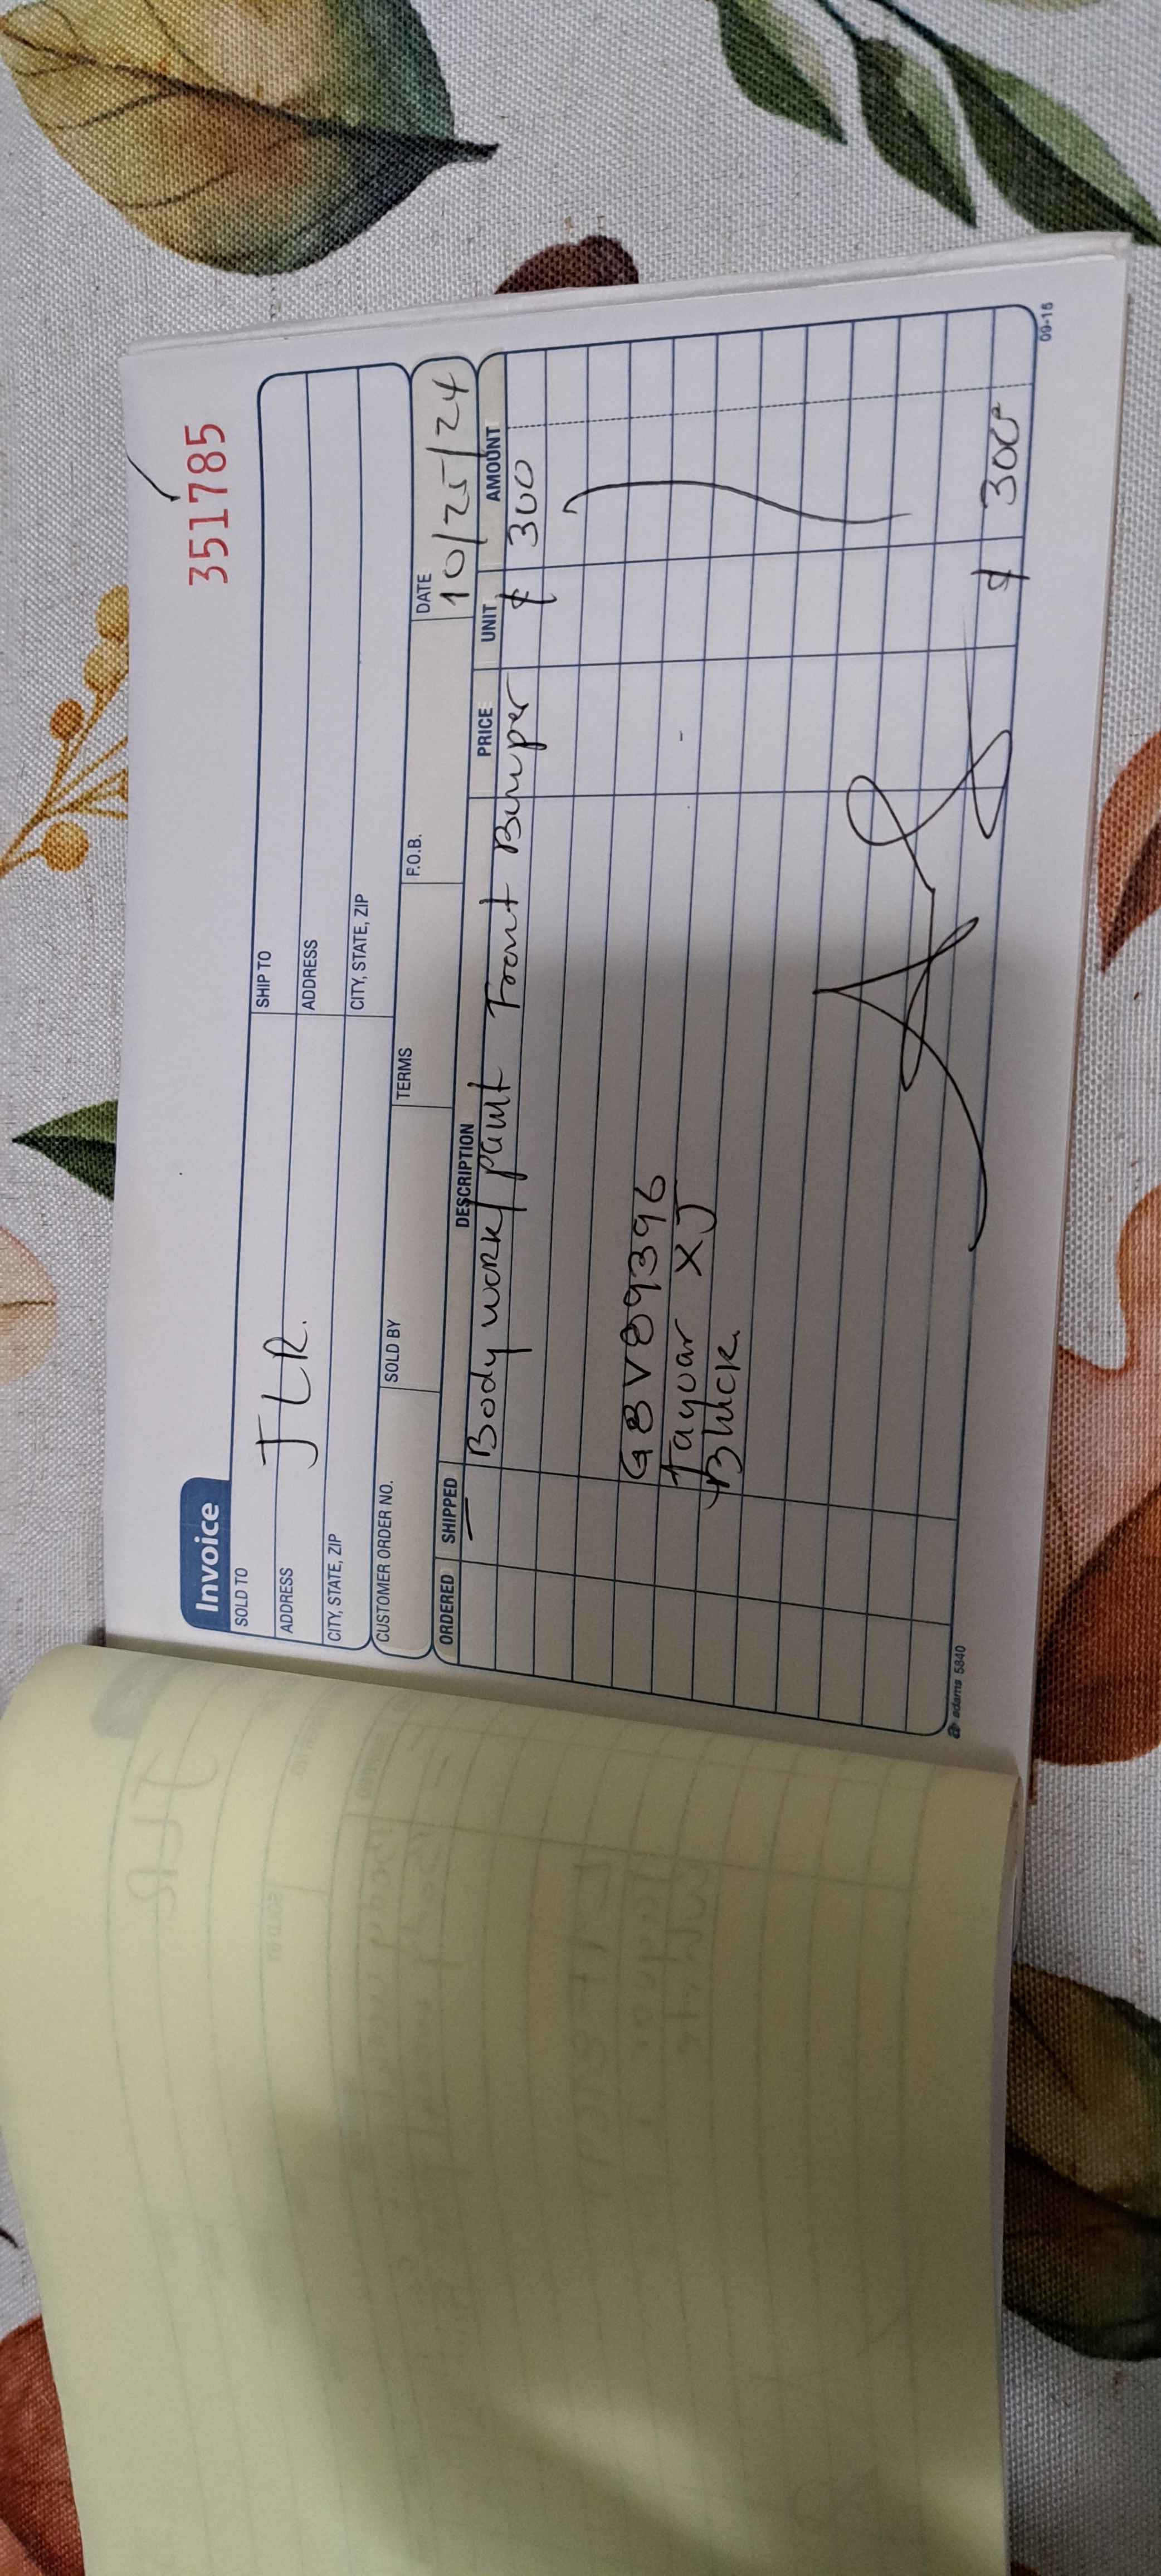 351785
Invoice
SOLD TO
JLR.
SHIP TO
ADDRESS
ADDRESS
CITY, STATE, ZIP
CITY, STATE, ZIP
CUSTOMER ORDER NO.
SOLD BY
TERMS
F.O.B.
DATE
10/25/24
ORDERED SHIPPED DESCRIPTION PRICE UNIT AMOUNT
Body work/paint Front Bumper $ 300
G8V89396
Jaguar XJ
Black
$ 300
adams 5840
09-15